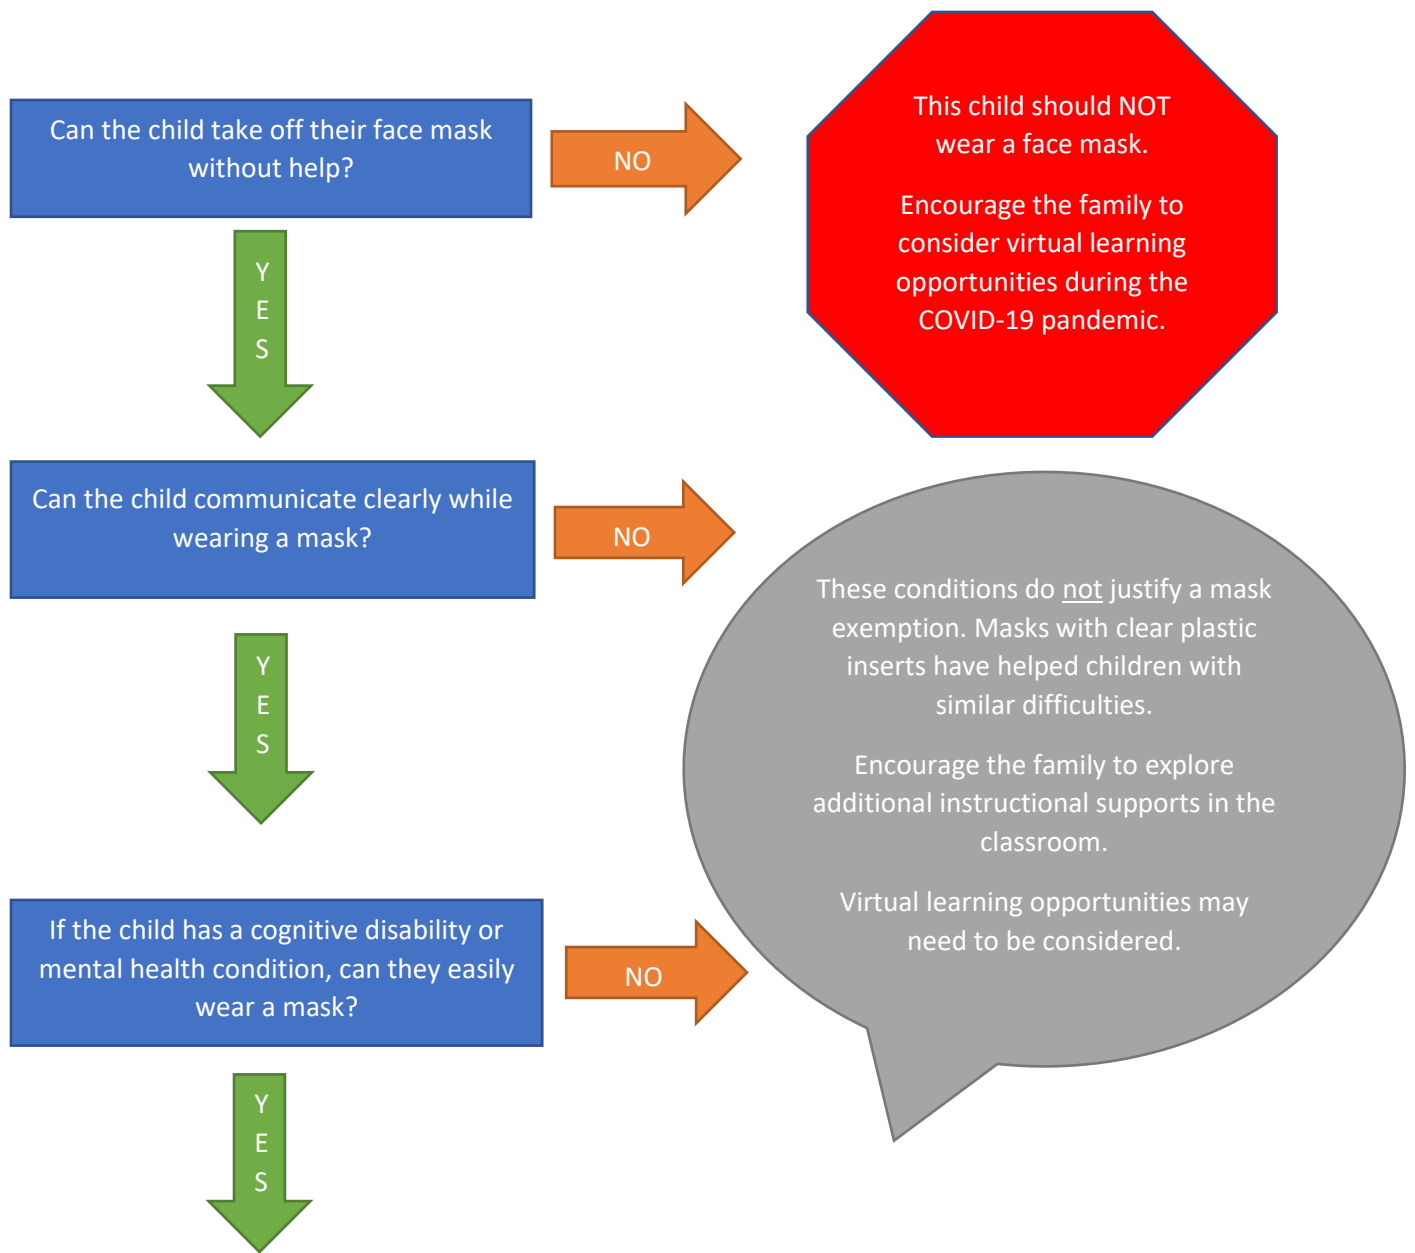 Can the child take off their face mask
without help?
NO
This child should NOT
wear a face mask.
Encourage the family to
consider virtual learning
opportunities during the
COVID-19 pandemic.
Y
E
S
Can the child communicate clearly while
wearing a mask?
NO
These conditions do not justify a mask
exemption. Masks with clear plastic
inserts have helped children with
similar difficulties.
Encourage the family to explore
additional instructional supports in the
classroom.
Virtual learning opportunities may
need to be considered.
Y
E
S
If the child has a cognitive disability or
mental health condition, can they easily
wear a mask?
NO
Y
E
S